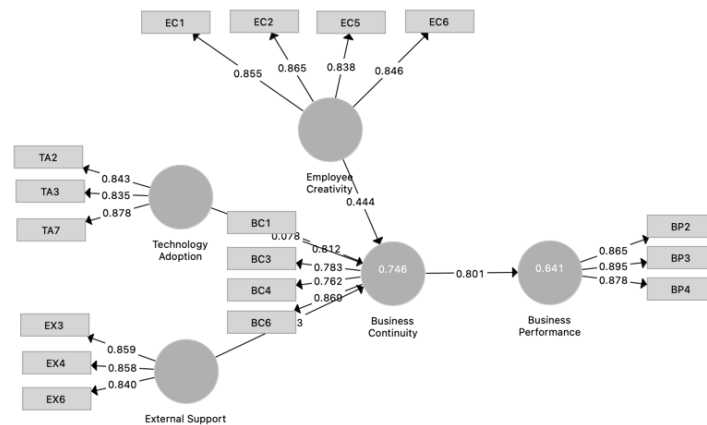 EC1
EC2
EC5
EC6
0.855
0.865
0.838
0.846
Employee
Creativity
0.444
TA2
TA3
TA7
0.843
0.835
0.878
Technology
Adoption
0.078
BC1
BC3
BC4
BC6
0.812
0.783
0.762
0.869
0.746
Business
Continuity
0.801
0.641
Business
Performance
0.865
0.895
0.878
BP2
BP3
BP4
EX3
EX4
EX6
0.859
0.858
0.840
External Support
3